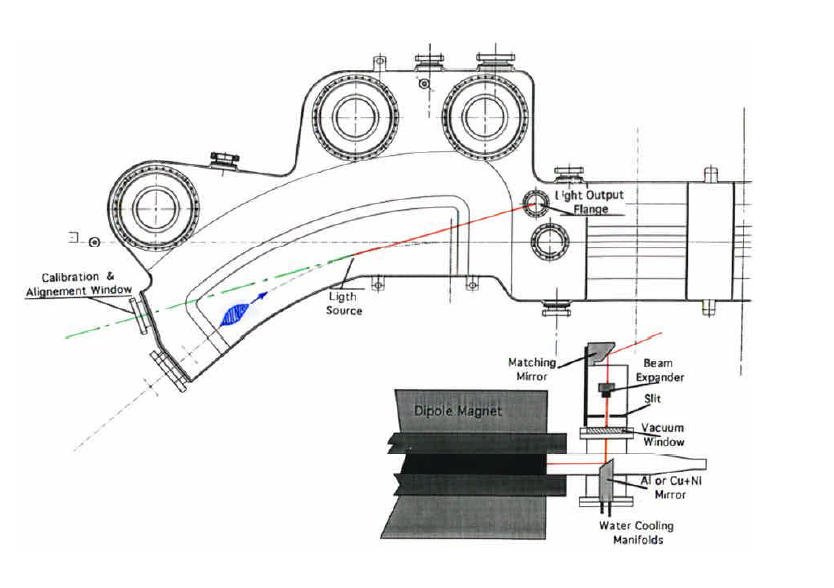 Light Output
Flange
Calibration &
Alignement Window
Ligth
Source
Matching
Mirror
Beam
Expander
Slit
Dipole Magnet
Vacuum
Window
Al or Cu+Ni
Mirror
Water Cooling
Manifolds